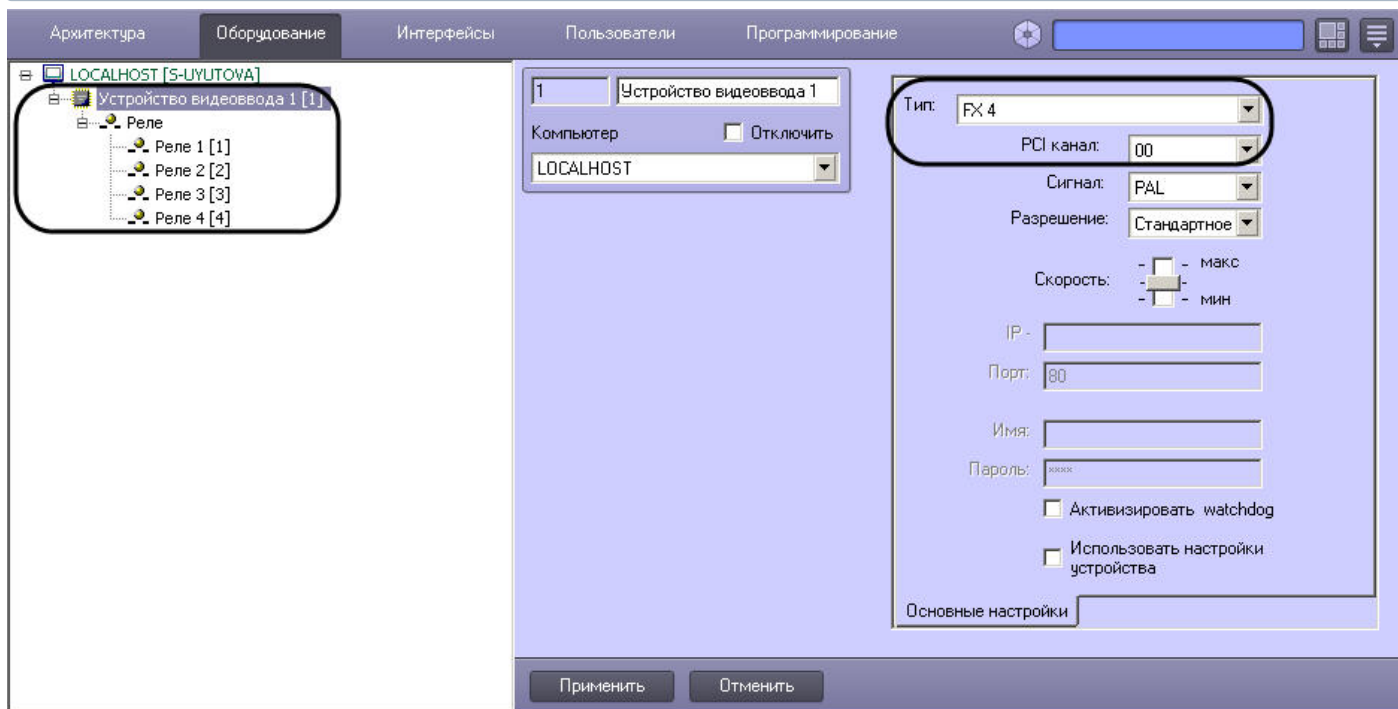 Архитектура Оборудование Интерфейсы Пользователи Программирование
LOCALHOST [S-UYUTOVA]
Устройство видеоввода 1 [1]
Реле
Реле 1 [1]
Реле 2 [2]
Реле 3 [3]
Реле 4 [4]
1 Устройство видеоввода 1
Компьютер Отключить
LOCALHOST
Тип: FX 4
PCI канал: 00
Сигнал: PAL
Разрешение: Стандартное
Скорость: - - макс
- -
- - мин
IP -
Порт: 80
Имя:
Пароль: ××××
Активизировать watchdog
Использовать настройки
устройства
Основные настройки
Применить Отменить